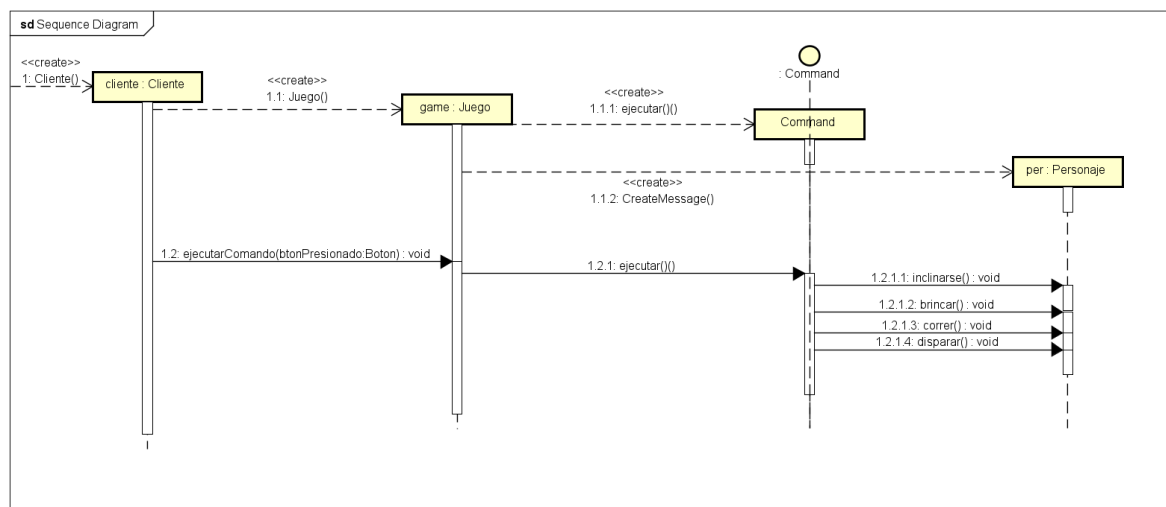 sd Sequence Diagram
<<create>>
1: Cliente()
cliente : Cliente
<<create>>
1.1: Juego()
game : Juego
<<create>>
1.1.1: ejecutar()()
: Command
Command
<<create>>
1.1.2: CreateMessage()
per : Personaje
1.2: ejecutarComando(btonPresionado:Boton) : void
1.2.1: ejecutar()()
1.2.1.1: inclinarse() : void
1.2.1.2: brincar() : void
1.2.1.3: correr() : void
1.2.1.4: disparar() : void